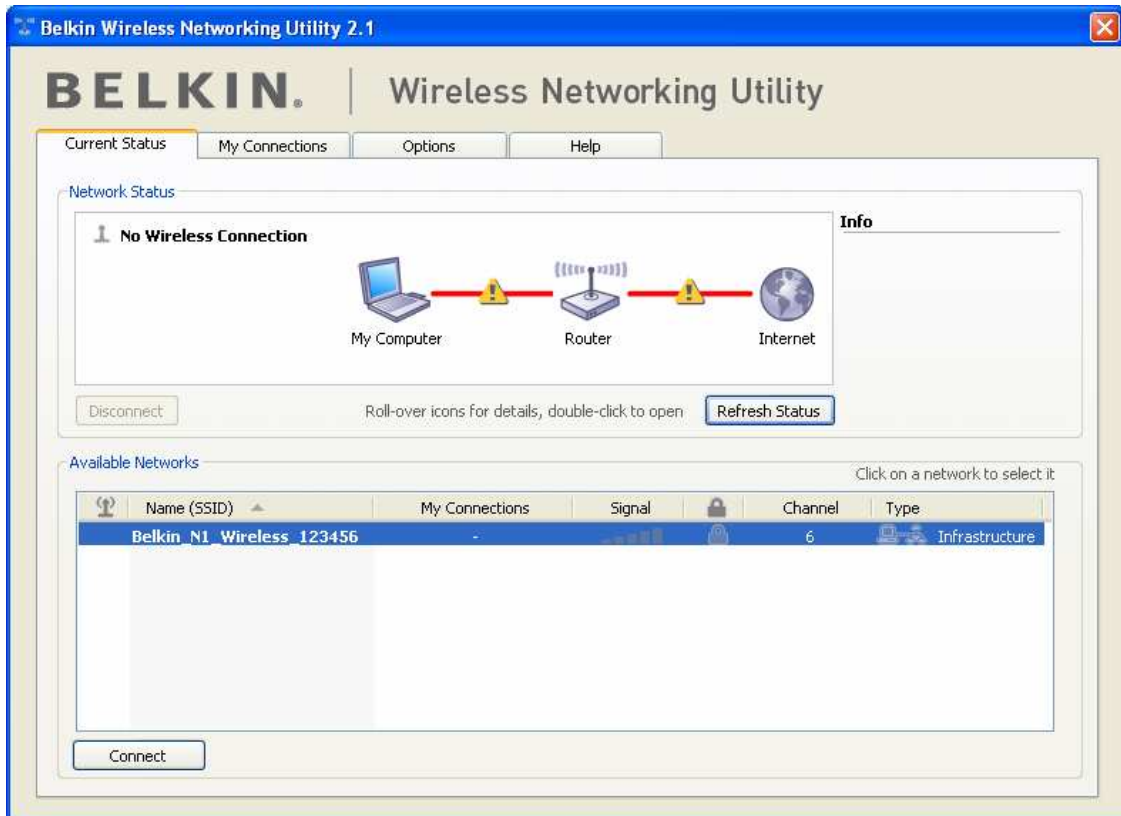 Belkin Wireless Networking Utility 2.1
BELKIN. Wireless Networking Utility
Current Status My Connections Options Help
Network Status
No Wireless Connection
Info
My Computer Router Internet
Disconnect Roll-over icons for details, double-click to open Refresh Status
Available Networks
Click on a network to select it
Name (SSID) My Connections Signal Channel Type
Belkin_N1_Wireless_123456 - 6 Infrastructure
Connect